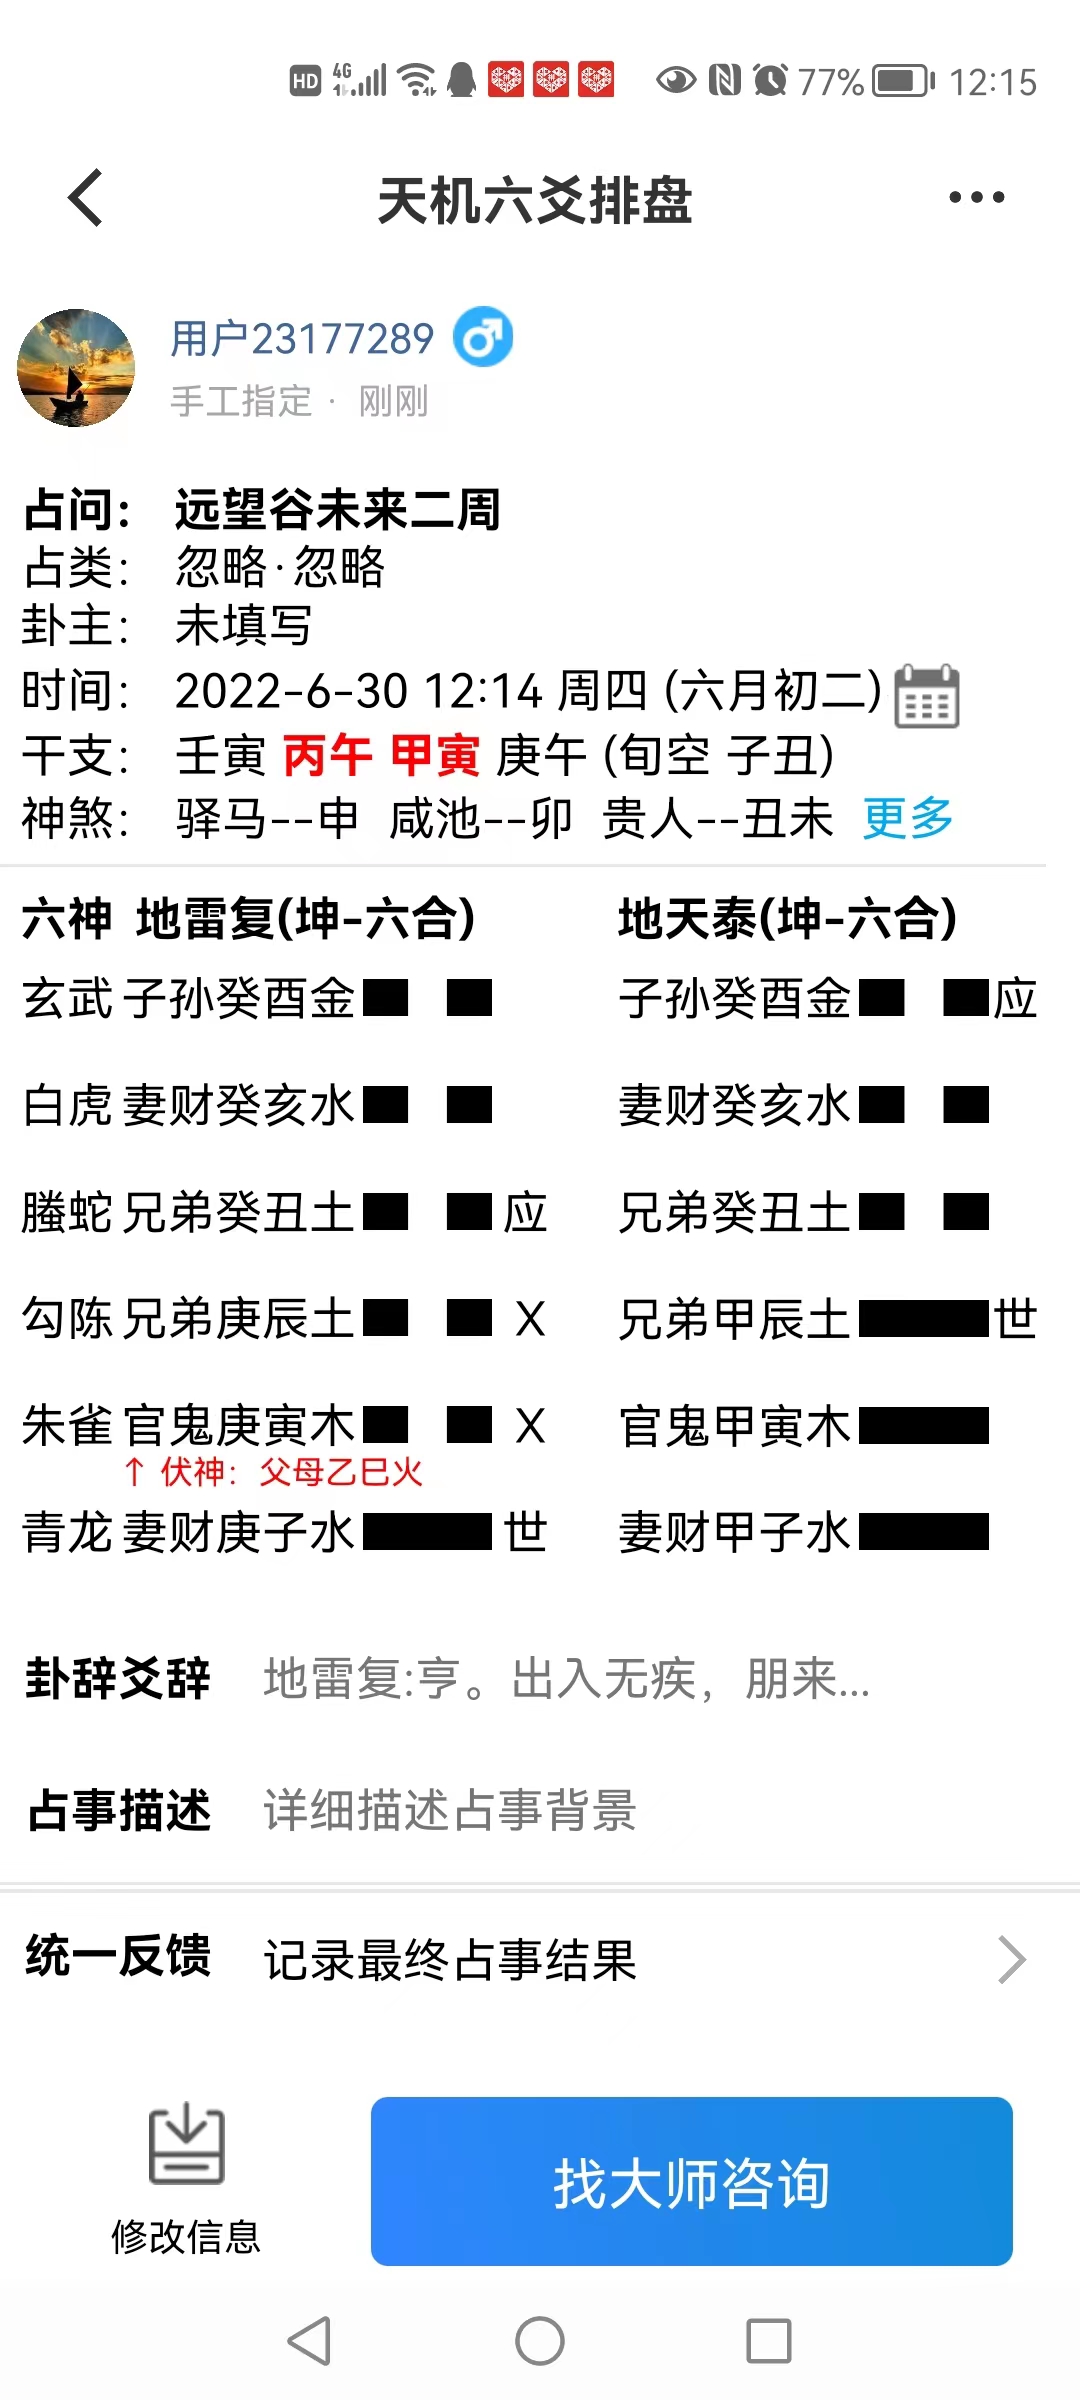 HD 4G 77% 12:15
天机六爻排盘
用户23177289
手工指定 · 刚刚
占问： 远望谷未来二周
占类： 忽略·忽略
卦主： 未填写
时间： 2022-6-30 12:14 周四 (六月初二)
干支： 壬寅 丙午 甲寅 庚午 (旬空 子丑)
神煞： 驿马--申 咸池--卯 贵人--丑未 更多
六神 地雷复(坤-六合) 地天泰(坤-六合)
玄武 子孙癸酉金 子孙癸酉金 应
白虎 妻财癸亥水 妻财癸亥水
螣蛇 兄弟癸丑土 应 兄弟癸丑土
勾陈 兄弟庚辰土 X 兄弟甲辰土 世
朱雀 官鬼庚寅木 X 官鬼甲寅木
↑ 伏神：父母乙巳火
青龙 妻财庚子水 世 妻财甲子水
卦辞爻辞 地雷复:亨。出入无疾，朋来...
占事描述 详细描述占事背景
统一反馈 记录最终占事结果
修改信息
找大师咨询